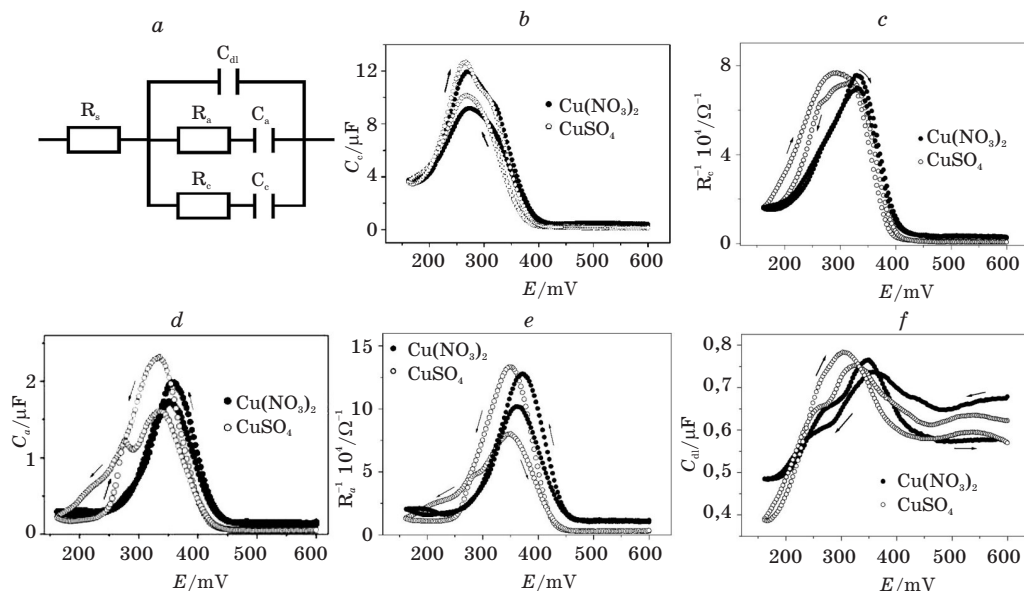 a
C_dl
R_s
R_a
C_a
R_c
C_c
b
C_c/µF
12
8
4
0
Cu(NO₃)₂
CuSO₄
200 300 400 500 600
E/mV
c
R_c⁻¹ 10⁴/Ω⁻¹
8
4
0
Cu(NO₃)₂
CuSO₄
200 300 400 500 600
E/mV
d
C_a/µF
2
1
0
Cu(NO₃)₂
CuSO₄
200 300 400 500 600
E/mV
e
R_a⁻¹ 10⁴/Ω⁻¹
15
10
5
0
Cu(NO₃)₂
CuSO₄
200 300 400 500 600
E/mV
f
C_dl/µF
0,8
0,7
0,6
0,5
0,4
Cu(NO₃)₂
CuSO₄
200 300 400 500 600
E/mV